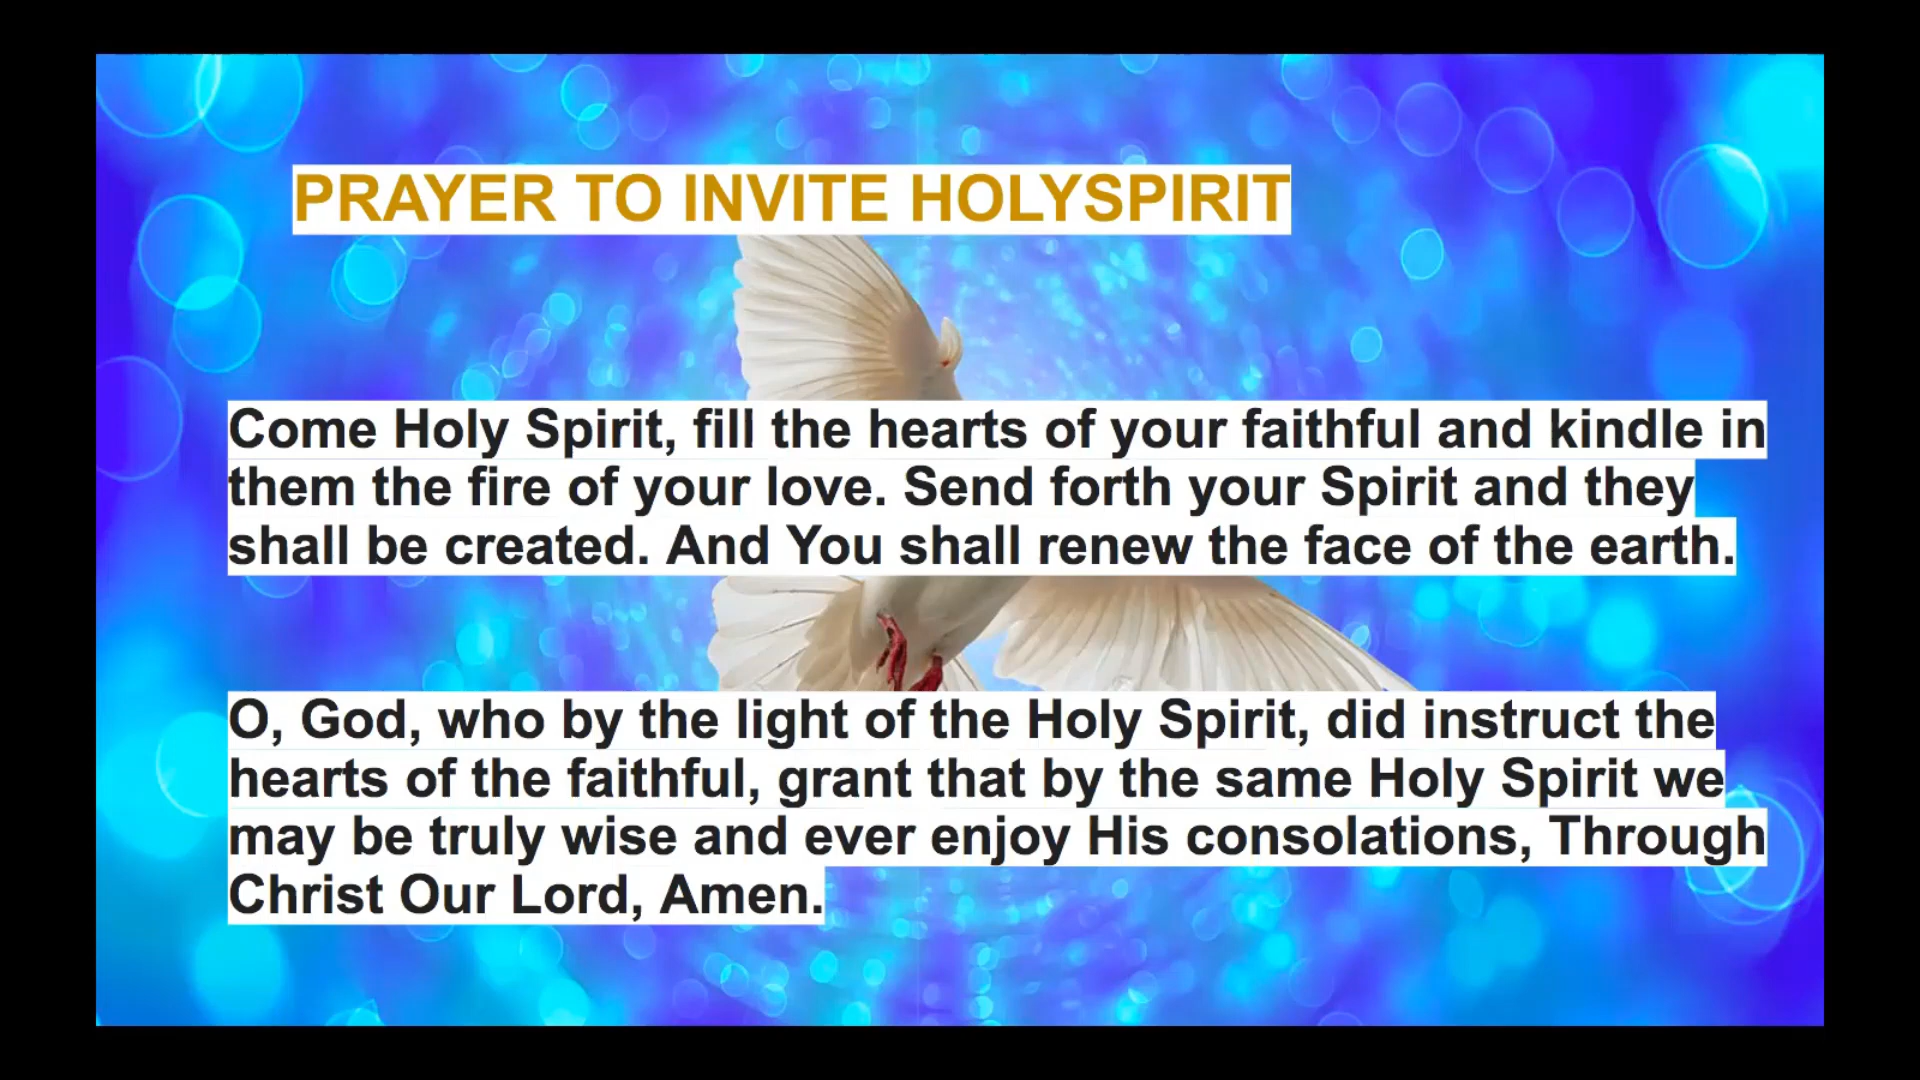 PRAYER TO INVITE HOLYSPIRIT
Come Holy Spirit, fill the hearts of your faithful and kindle in
them the fire of your love. Send forth your Spirit and they
shall be created. And You shall renew the face of the earth.
O, God, who by the light of the Holy Spirit, did instruct the
hearts of the faithful, grant that by the same Holy Spirit we
may be truly wise and ever enjoy His consolations, Through
Christ Our Lord, Amen.